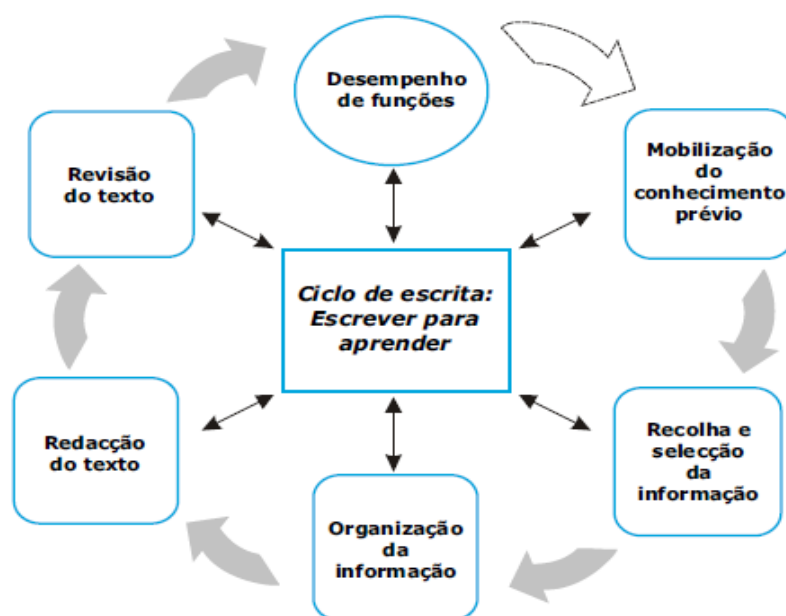 Desempenho
de funções
Mobilização
do
conhecimento
prévio
Recolha e
selecção
da
informação
Organização
da
informação
Redacção
do texto
Revisão
do texto
Ciclo de escrita:
Escrever para
aprender